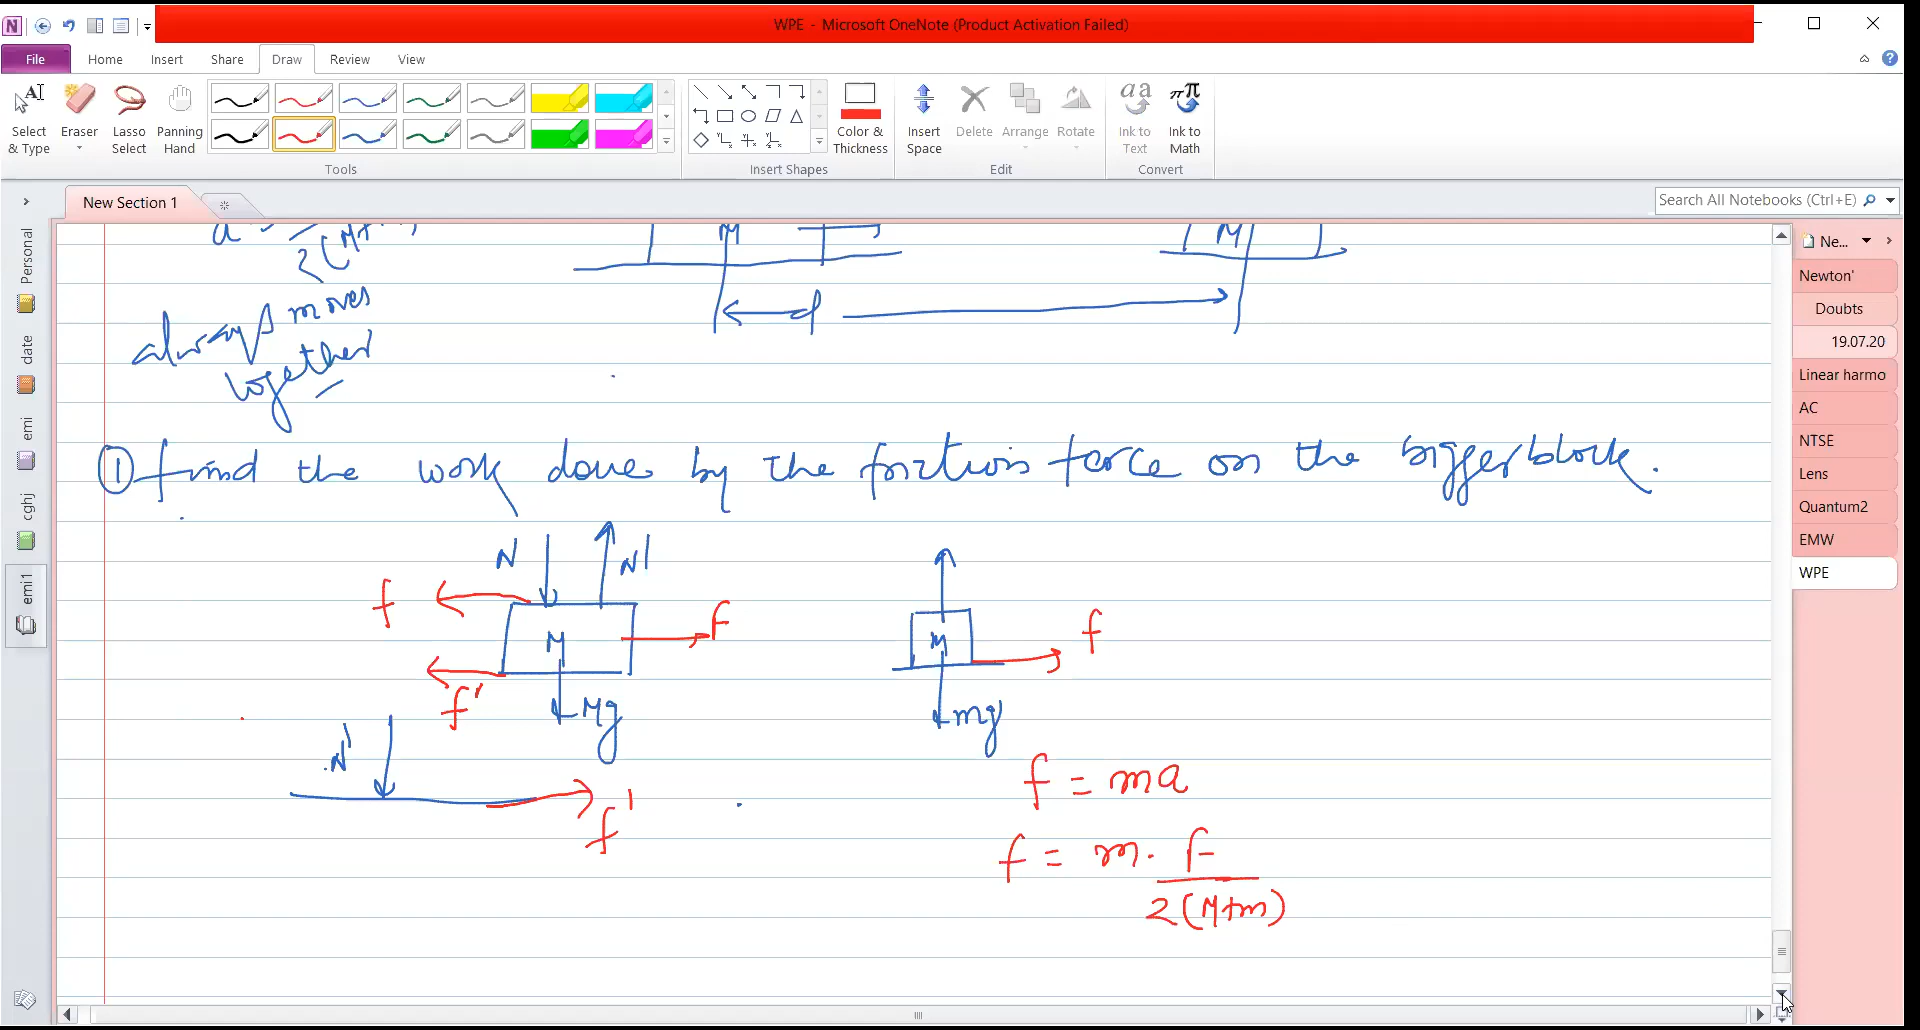 WPE - Microsoft OneNote (Product Activation Failed)
File Home Insert Share Draw Review View
Select & Type
Eraser
Lasso Select
Panning Hand
Color & Thickness
Insert Space
Delete
Arrange
Rotate
Ink to Text
Ink to Math
Tools
Insert Shapes
Edit
Convert
New Section 1
Search All Notebooks (Ctrl+E)
Personal
date
emi
cghj
emi1
Ne...
Newton'
Doubts
19.07.20
Linear harmo
AC
NTSE
Lens
Quantum2
EMW
WPE
a
2(M+
M
M
d
always moves
together
① find the work done by the friction force on the bigger block.
N
N'
f
M
F
f'
Mg
N'
f'
m
f
mg
f = ma
f = m. F
2(M+m)